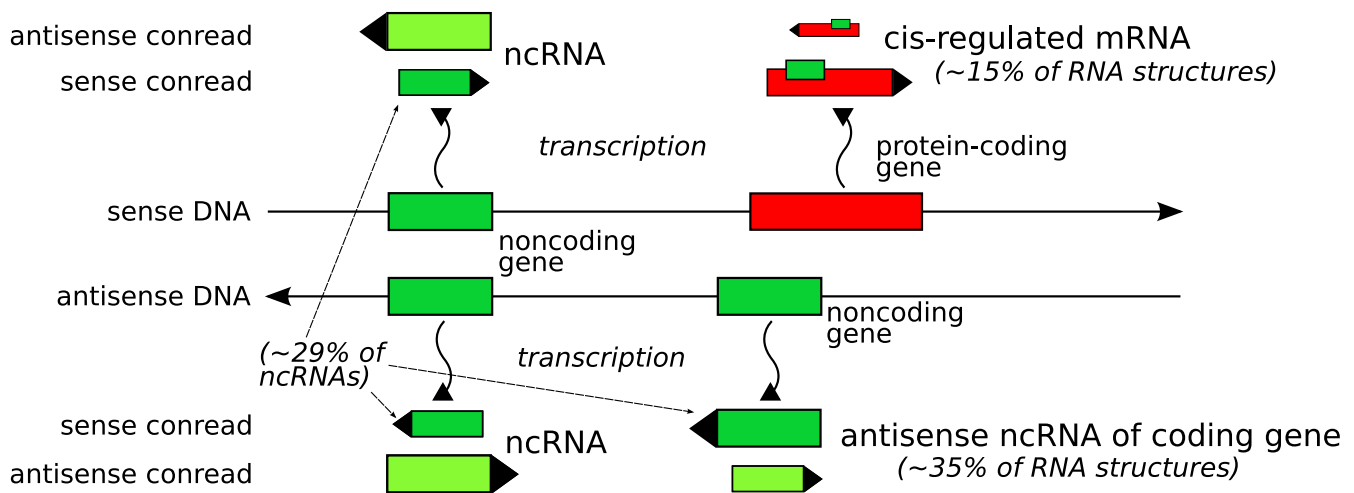 antisense conread
ncRNA
cis-regulated mRNA
sense conread
(~15% of RNA structures)
transcription
protein-coding
gene
sense DNA
noncoding
gene
antisense DNA
noncoding
gene
(~29% of
ncRNAs)
transcription
sense conread
ncRNA
antisense ncRNA of coding gene
antisense conread
(~35% of RNA structures)